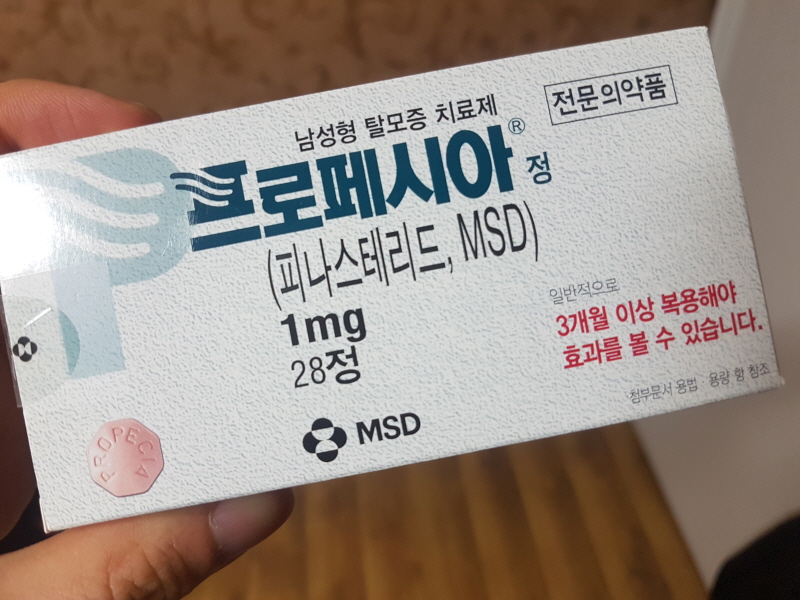 남성형 탈모증 치료제
전문의약품
프로페시아® 정
(피나스테리드, MSD)
1mg
28정
일반적으로
3개월 이상 복용해야
효과를 볼 수 있습니다.
첨부문서 용법 용량 항 참조
MSD
PROPECIA